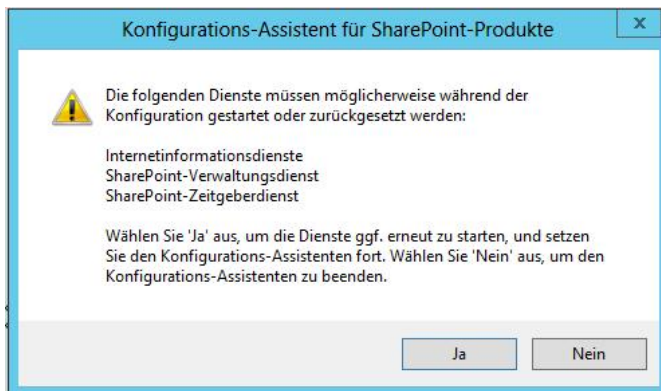 Konfigurations-Assistent für SharePoint-Produkte
x
Die folgenden Dienste müssen möglicherweise während der
Konfiguration gestartet oder zurückgesetzt werden:
Internetinformationsdienste
SharePoint-Verwaltungsdienst
SharePoint-Zeitgeberdienst
Wählen Sie 'Ja' aus, um die Dienste ggf. erneut zu starten, und setzen
Sie den Konfigurations-Assistenten fort. Wählen Sie 'Nein' aus, um den
Konfigurations-Assistenten zu beenden.
Ja
Nein